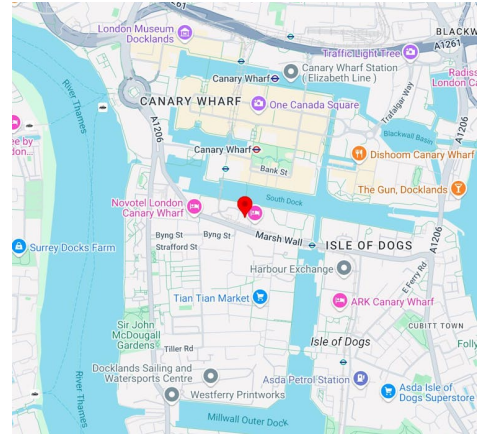 1261
BLACKW
A1261
London Museum
Docklands
Traffic Light Tree
Canary Wharf
Canary Wharf Station
(Elizabeth Line)
Radiss
London Ca
River Thames
CANARY WHARF
One Canada Square
Trafalgar Way
A1206
A1206
Blackwall Basin
ee by
don...
Canary Wharf
Dishoom Canary Wharf
Bank St
The Gun, Docklands
South Dock
Novotel London
Canary Wharf
River Thames
Byng St
Byng St
Marsh Wall
Strafford St
ISLE OF DOGS
A1206
Surrey Docks Farm
Harbour Exchange
E Ferry Rd
Tian Tian Market
ARK Canary Wharf
Sir John
McDougall
Gardens
CUBITT TOWN
Tiller Rd
Isle of Dogs
Folly
Docklands Sailing and
Watersports Centre
Asda Petrol Station
Westferry Printworks
Asda Isle of
Dogs Superstore
Millwall Outer Dock